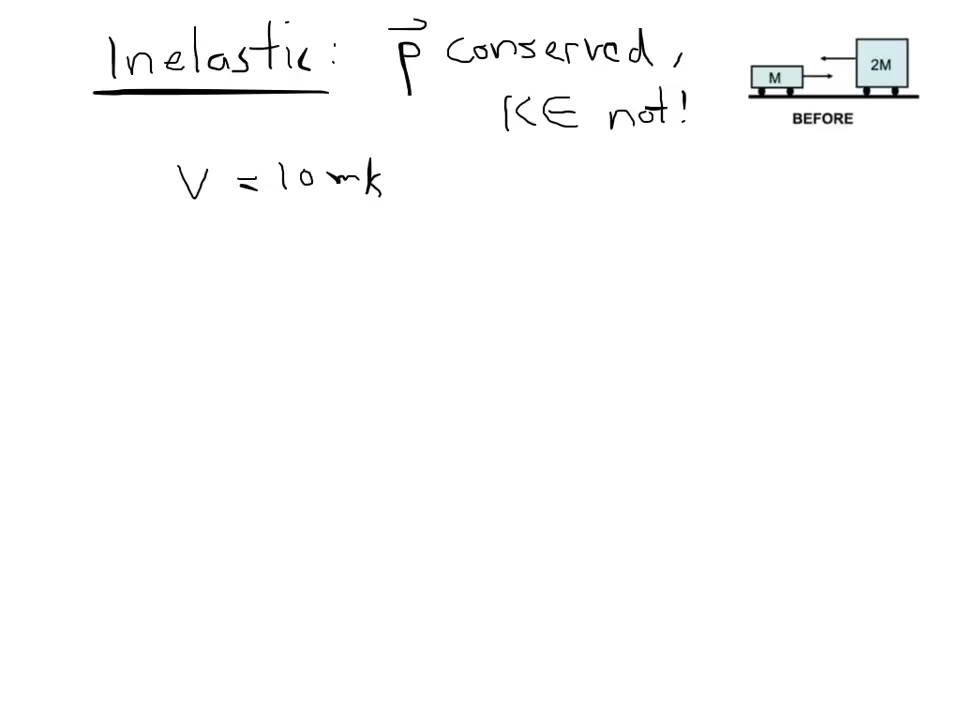 Inelastic: p⃗ conserved,
KE not!
V = 10 m/s
M
2M
BEFORE